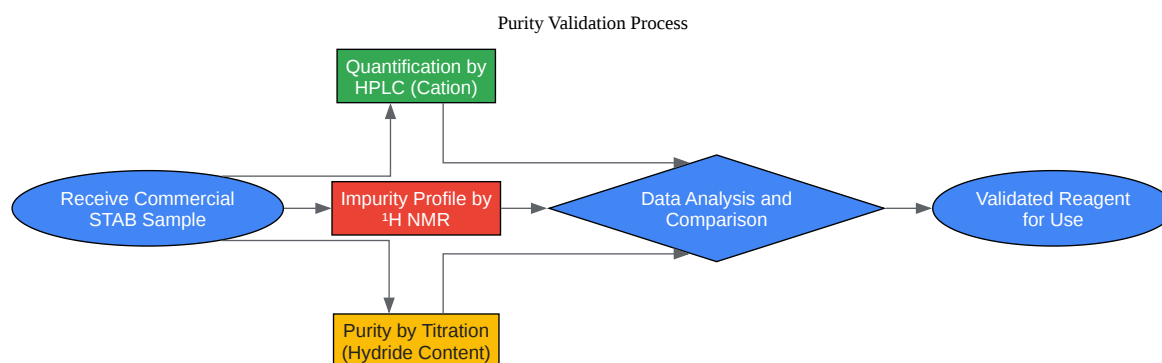 Purity Validation Process
Quantification by
HPLC (Cation)
Receive Commercial
STAB Sample
Impurity Profile by
¹H NMR
Data Analysis and
Comparison
Validated Reagent
for Use
Purity by Titration
(Hydride Content)